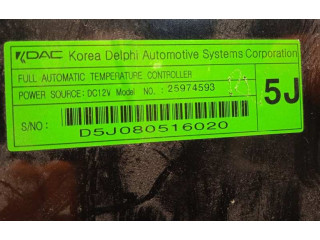 KDAC Korea Delphi Automotive Systems Corporation
FULL AUTOMATIC TEMPERATURE CONTROLLER
POWER SOURCE: DC12V Model NO. : 25974593
5J
S/NO :
D5J080516020